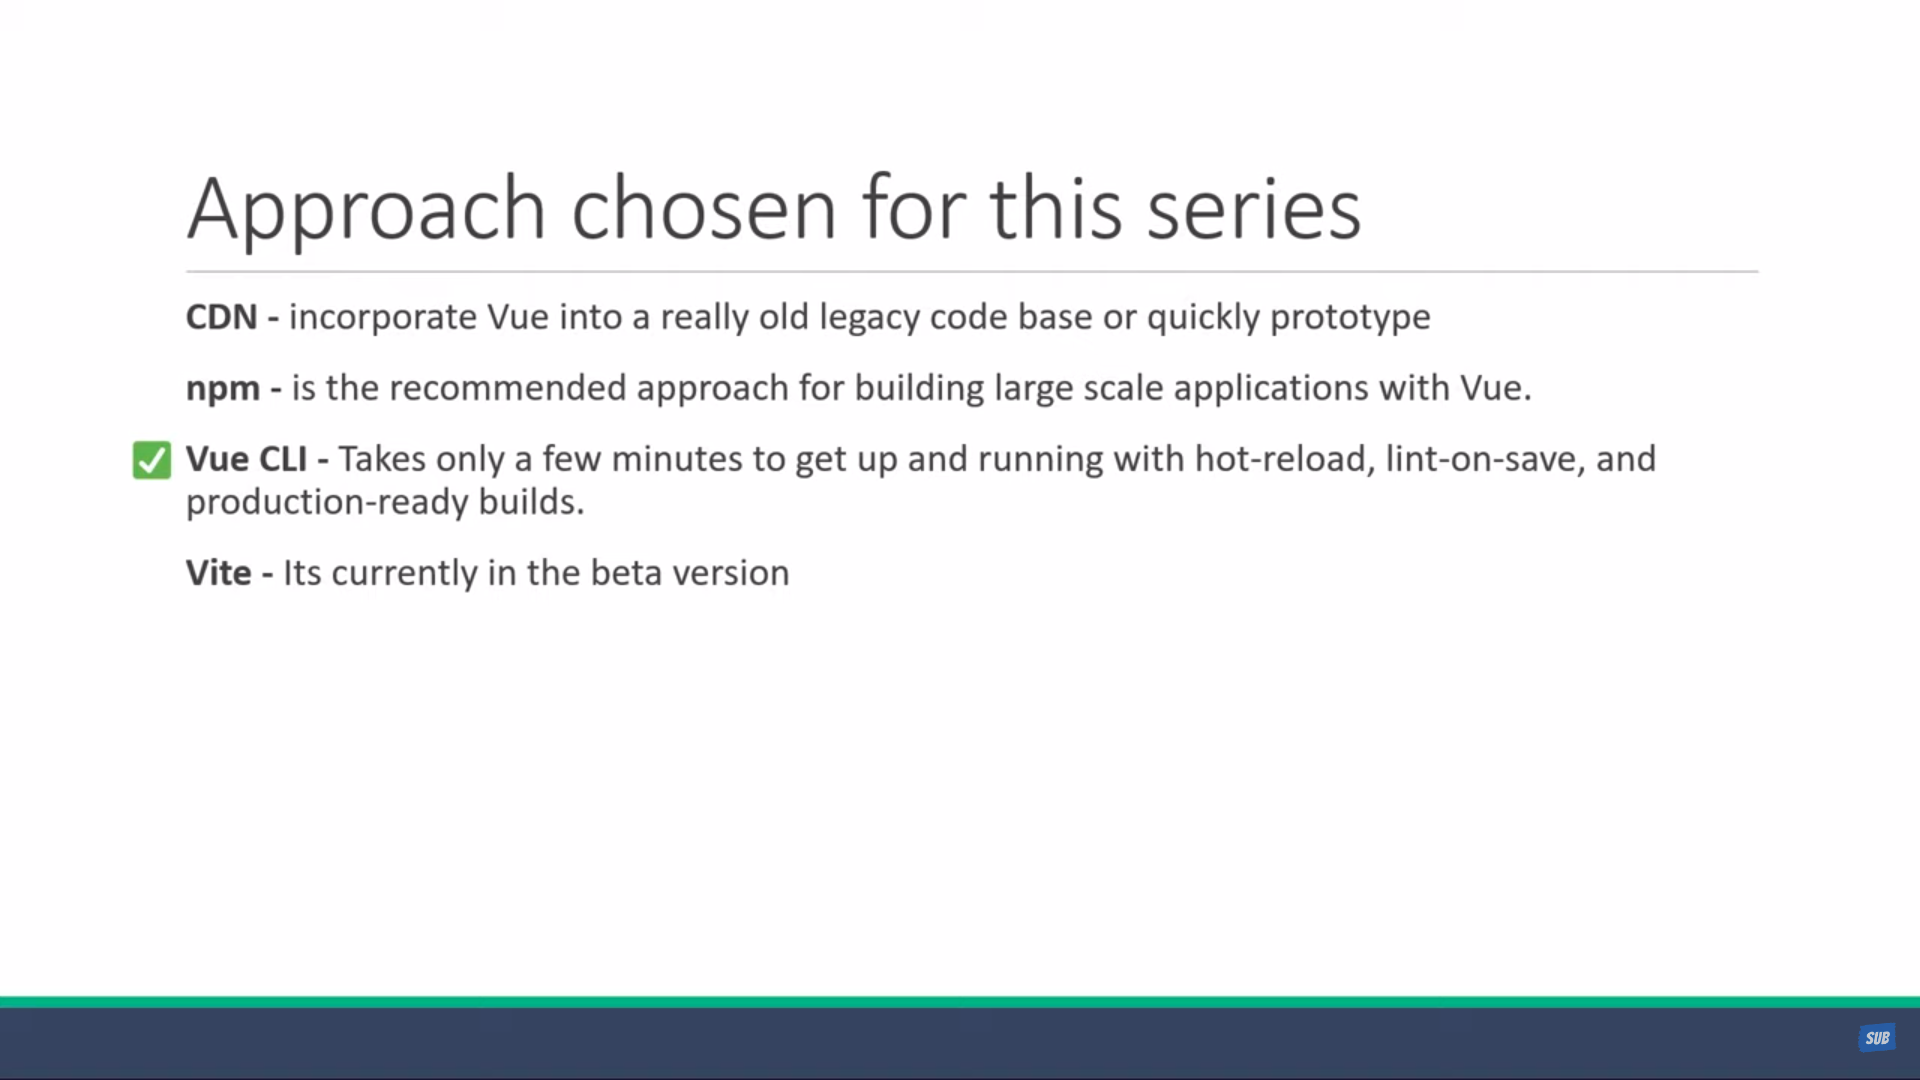 Approach chosen for this series
CDN - incorporate Vue into a really old legacy code base or quickly prototype
npm - is the recommended approach for building large scale applications with Vue.
✅ Vue CLI - Takes only a few minutes to get up and running with hot-reload, lint-on-save, and
production-ready builds.
Vite - Its currently in the beta version
SUB